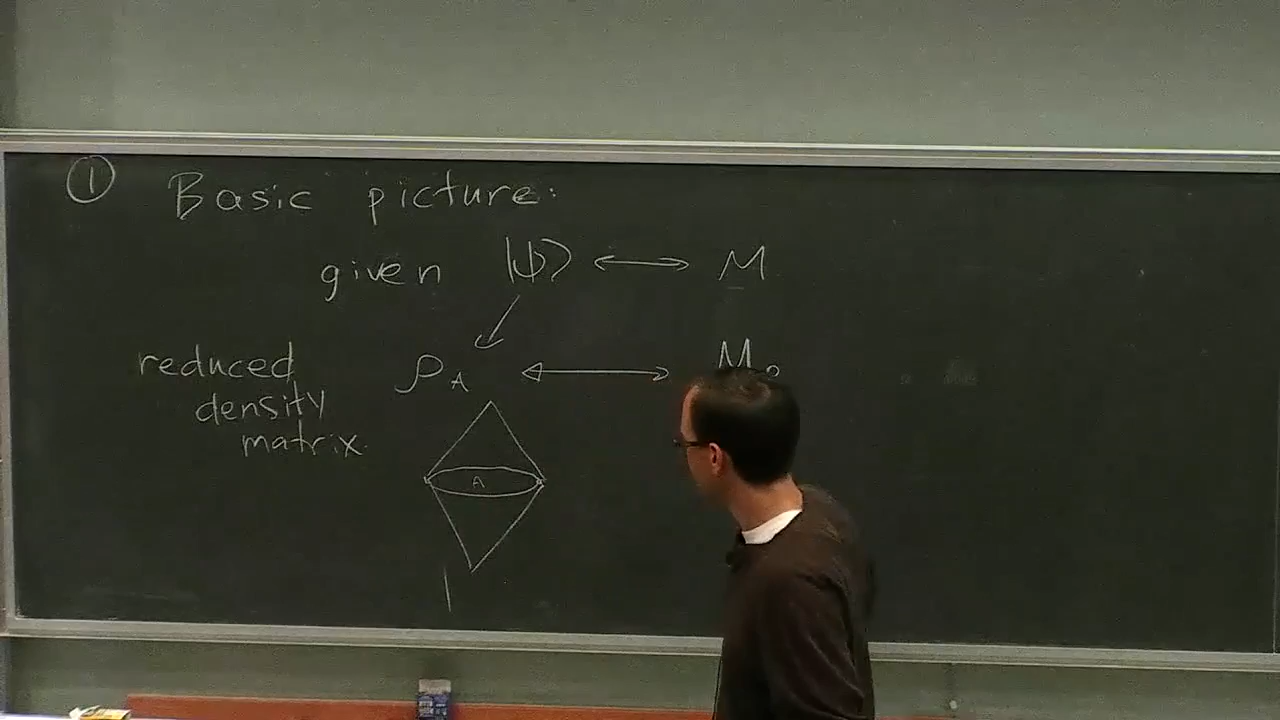 ① Basic picture:
given |ψ⟩ ⟷ M
reduced ρ_A ⟷ M
density
matrix.
A